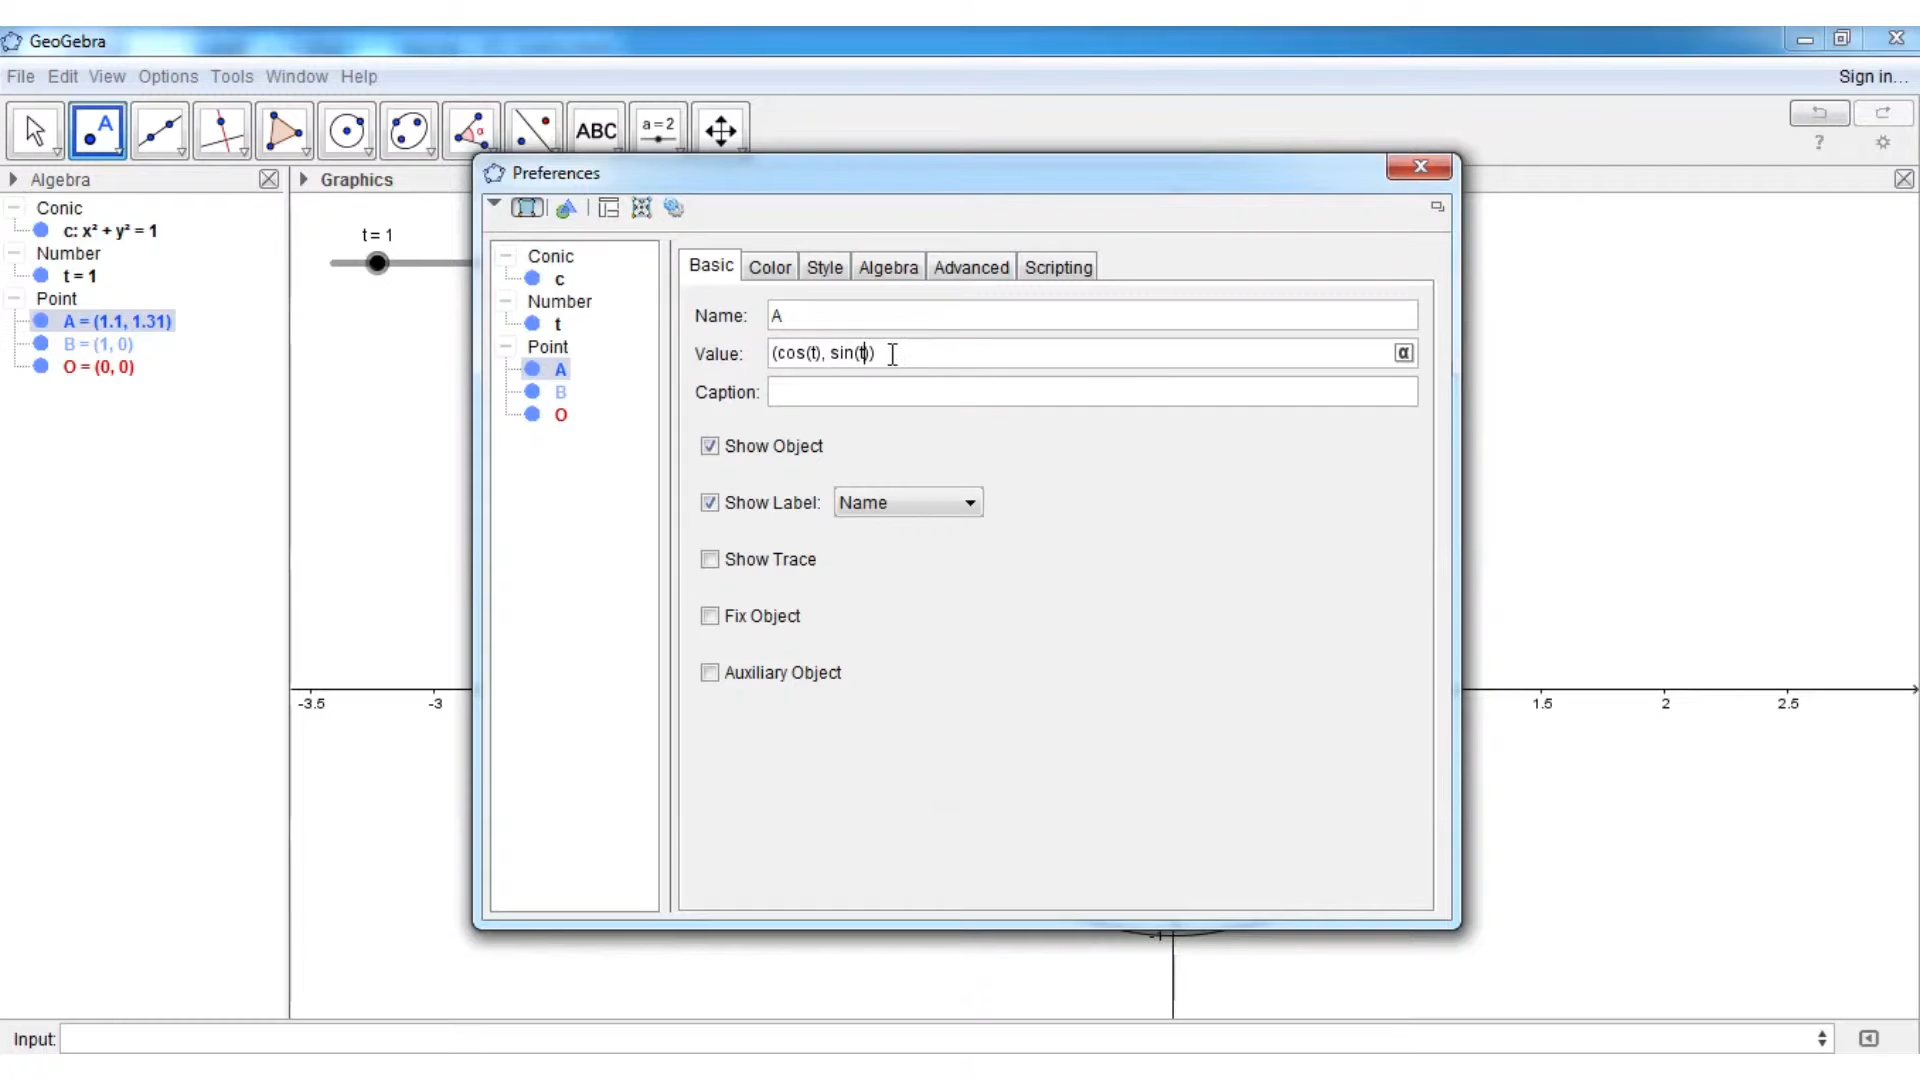 GeoGebra
File Edit View Options Tools Window Help
Sign in...
A
α
ABC
a = 2
?
Algebra
Graphics
Conic
c: x² + y² = 1
Number
t = 1
Point
A = (1.1, 1.31)
B = (1, 0)
O = (0, 0)
t = 1
-3.5 -3
Preferences
Conic
c
Number
t
Point
A
B
O
Basic Color Style Algebra Advanced Scripting
Name: A
Value: (cos(t), sin(t)) α
Caption:
Show Object
Show Label: Name
Show Trace
Fix Object
Auxiliary Object
1.5 2 2.5
-1
Input: